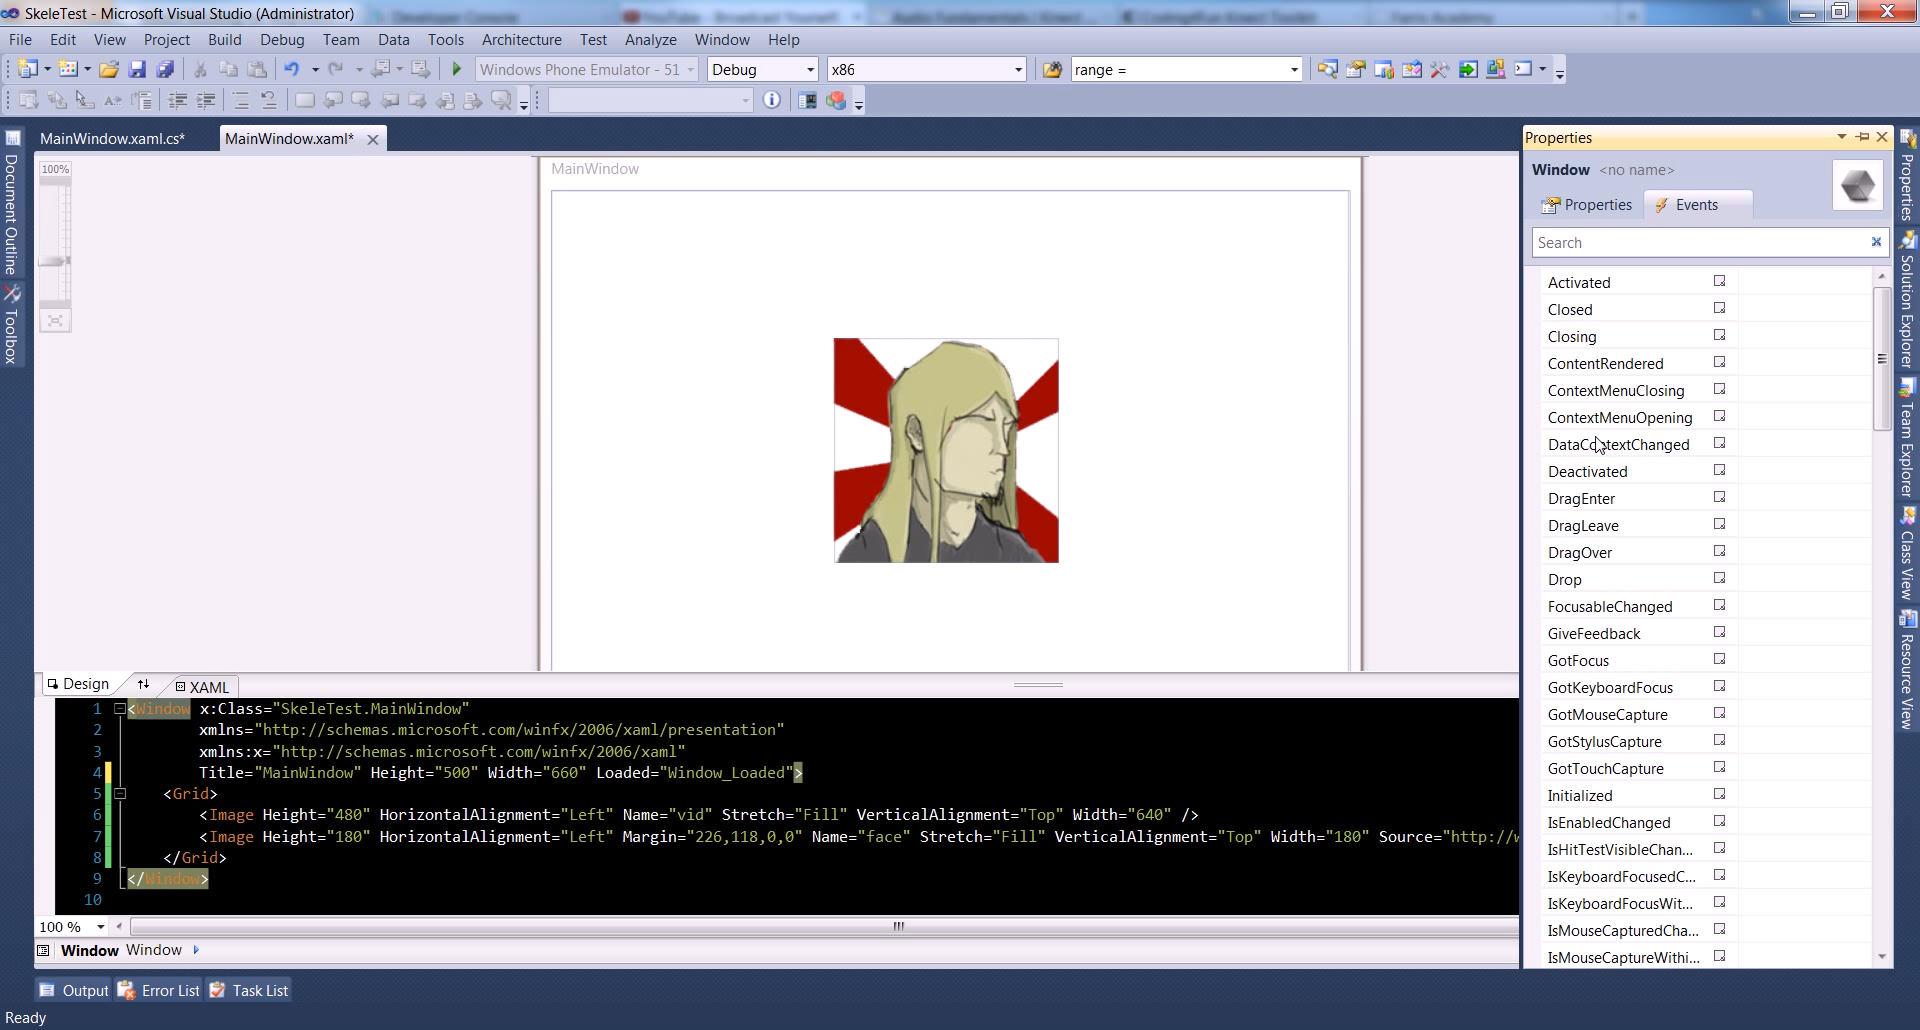 SkeleTest - Microsoft Visual Studio (Administrator)
File Edit View Project Build Debug Team Data Tools Architecture Test Analyze Window Help
Windows Phone Emulator - 51 Debug x86 range =
MainWindow.xaml.cs* MainWindow.xaml*
Document Outline
Toolbox
100%
MainWindow
Design XAML
1 <Window x:Class="SkeleTest.MainWindow"
2 xmlns="http://schemas.microsoft.com/winfx/2006/xaml/presentation"
3 xmlns:x="http://schemas.microsoft.com/winfx/2006/xaml"
4 Title="MainWindow" Height="500" Width="660" Loaded="Window_Loaded">
5 <Grid>
6 <Image Height="480" HorizontalAlignment="Left" Name="vid" Stretch="Fill" VerticalAlignment="Top" Width="640" />
7 <Image Height="180" HorizontalAlignment="Left" Margin="226,118,0,0" Name="face" Stretch="Fill" VerticalAlignment="Top" Width="180" Source="http://w
8 </Grid>
9 </Window>
10
100 %
Window Window
Properties
Window <no name>
Properties Events
Search
Activated
Closed
Closing
ContentRendered
ContextMenuClosing
ContextMenuOpening
DataContextChanged
Deactivated
DragEnter
DragLeave
DragOver
Drop
FocusableChanged
GiveFeedback
GotFocus
GotKeyboardFocus
GotMouseCapture
GotStylusCapture
GotTouchCapture
Initialized
IsEnabledChanged
IsHitTestVisibleChan...
IsKeyboardFocusedC...
IsKeyboardFocusWit...
IsMouseCapturedCha...
IsMouseCaptureWithi...
Properties
Solution Explorer
Team Explorer
Class View
Resource View
Output Error List Task List
Ready